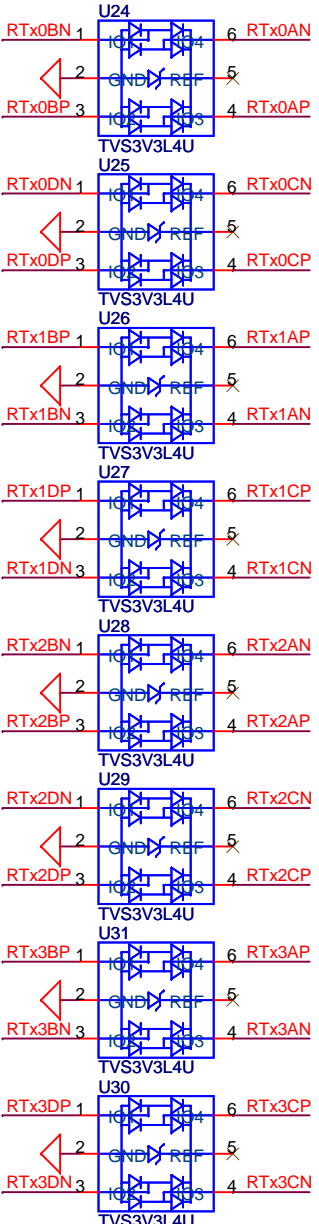 U24
RTx0BN 1 IO1 IO4 6 RTx0AN
2 GND REF 5
RTx0BP 3 IO2 IO3 4 RTx0AP
TVS3V3L4U
U25
RTx0DN 1 IO1 IO4 6 RTx0CN
2 GND REF 5
RTx0DP 3 IO2 IO3 4 RTx0CP
TVS3V3L4U
U26
RTx1BP 1 IO1 IO4 6 RTx1AP
2 GND REF 5
RTx1BN 3 IO2 IO3 4 RTx1AN
TVS3V3L4U
U27
RTx1DP 1 IO1 IO4 6 RTx1CP
2 GND REF 5
RTx1DN 3 IO2 IO3 4 RTx1CN
TVS3V3L4U
U28
RTx2BN 1 IO1 IO4 6 RTx2AN
2 GND REF 5
RTx2BP 3 IO2 IO3 4 RTx2AP
TVS3V3L4U
U29
RTx2DN 1 IO1 IO4 6 RTx2CN
2 GND REF 5
RTx2DP 3 IO2 IO3 4 RTx2CP
TVS3V3L4U
U31
RTx3BP 1 IO1 IO4 6 RTx3AP
2 GND REF 5
RTx3BN 3 IO2 IO3 4 RTx3AN
TVS3V3L4U
U30
RTx3DP 1 IO1 IO4 6 RTx3CP
2 GND REF 5
RTx3DN 3 IO2 IO3 4 RTx3CN
TVS3V3L4U